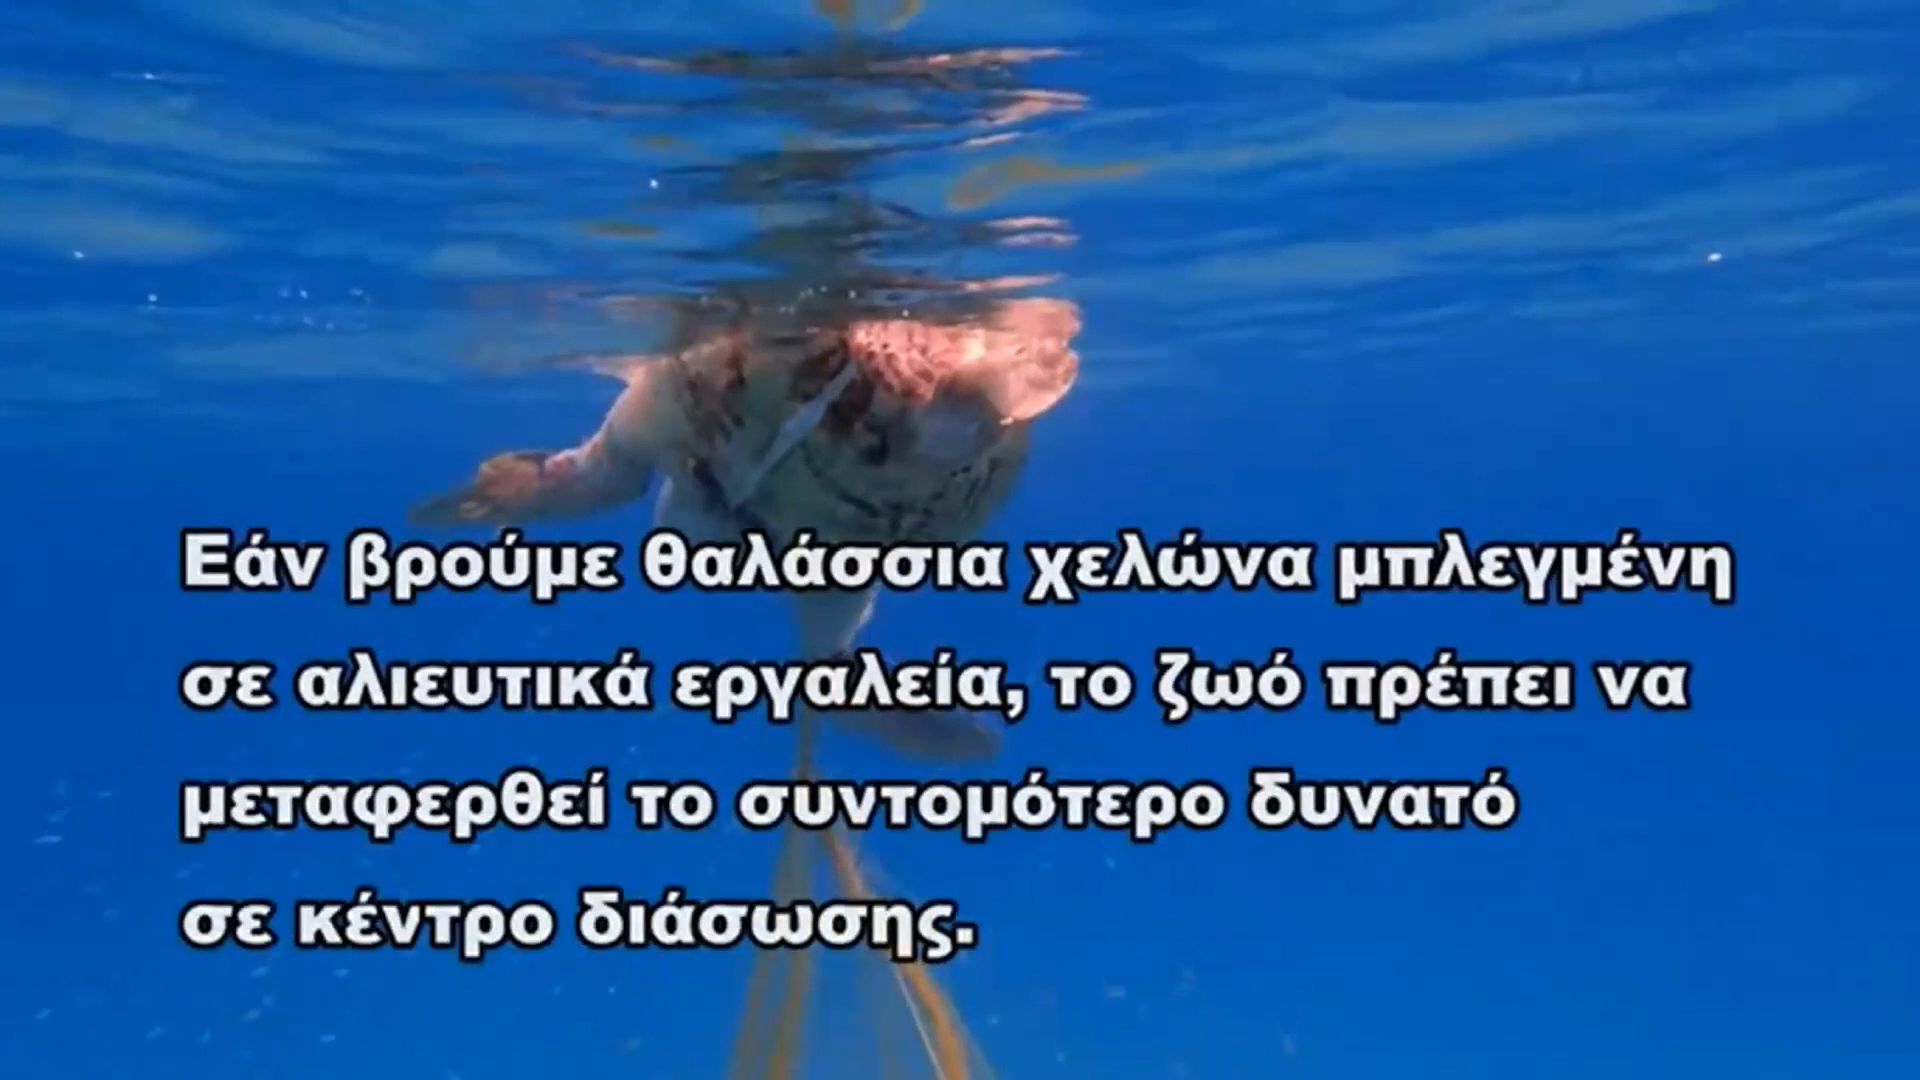 Εάν βρούμε θαλάσσια χελώνα μπλεγμένη
σε αλιευτικά εργαλεία, το ζωό πρέπει να
μεταφερθεί το συντομότερο δυνατό
σε κέντρο διάσωσης.